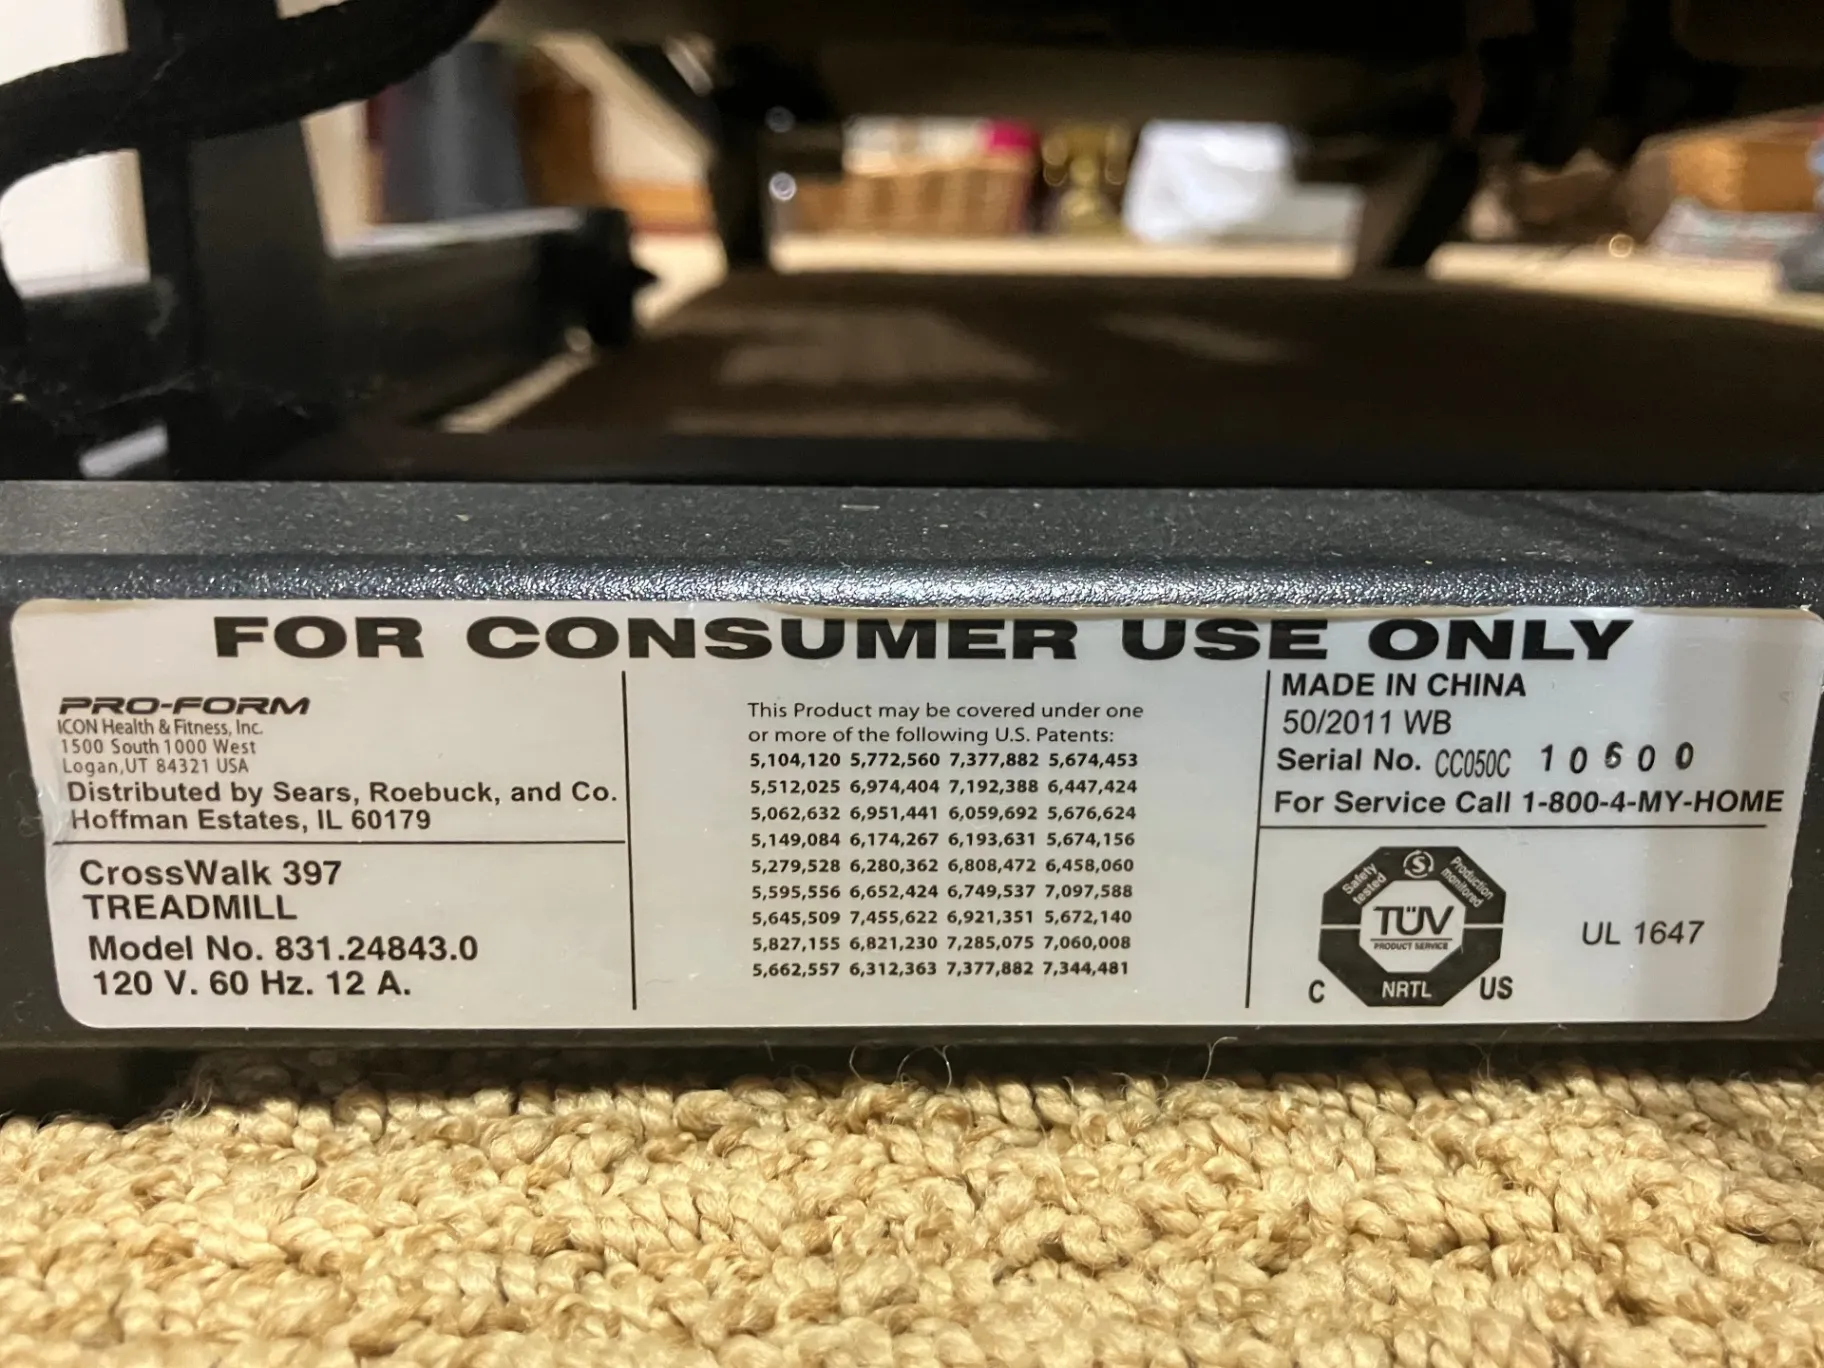 FOR CONSUMER USE ONLY
PRO-FORM
ICON Health & Fitness, Inc.
1500 South 1000 West
Logan,UT 84321 USA
Distributed by Sears, Roebuck, and Co.
Hoffman Estates, IL 60179
CrossWalk 397
TREADMILL
Model No. 831.24843.0
120 V. 60 Hz. 12 A.
This Product may be covered under one
or more of the following U.S. Patents:
5,104,120 5,772,560 7,377,882 5,674,453
5,512,025 6,974,404 7,192,388 6,447,424
5,062,632 6,951,441 6,059,692 5,676,624
5,149,084 6,174,267 6,193,631 5,674,156
5,279,528 6,280,362 6,808,472 6,458,060
5,595,556 6,652,424 6,749,537 7,097,588
5,645,509 7,455,622 6,921,351 5,672,140
5,827,155 6,821,230 7,285,075 7,060,008
5,662,557 6,312,363 7,377,882 7,344,481
MADE IN CHINA
50/2011 WB
Serial No. CC050C 10600
For Service Call 1-800-4-MY-HOME
Safety tested
S
Production monitored
TÜV
PRODUCT SERVICE
C NRTL US
UL 1647